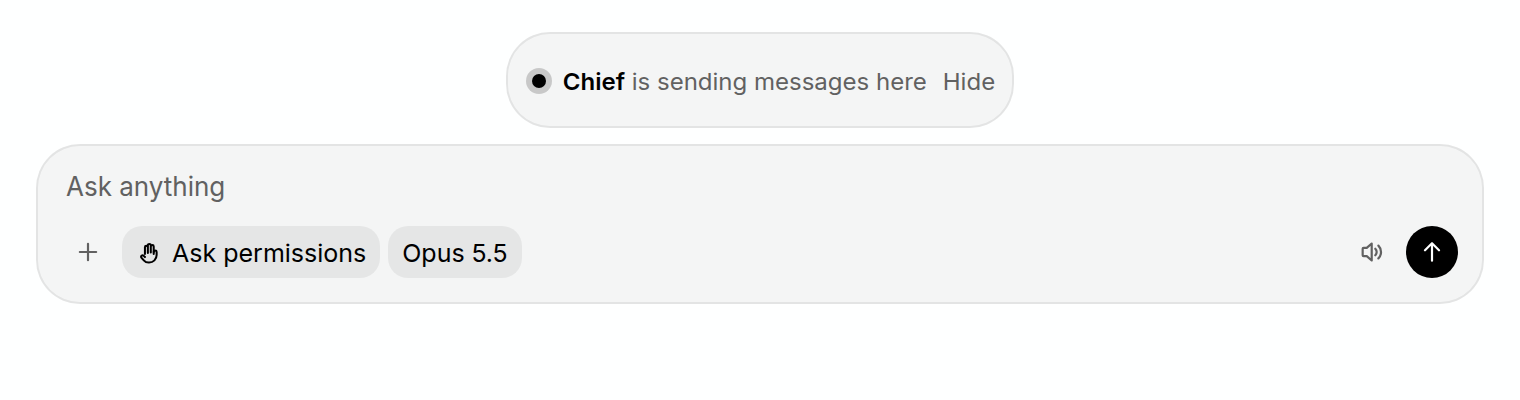 Chief is sending messages here Hide
Ask anything
Ask permissions Opus 5.5